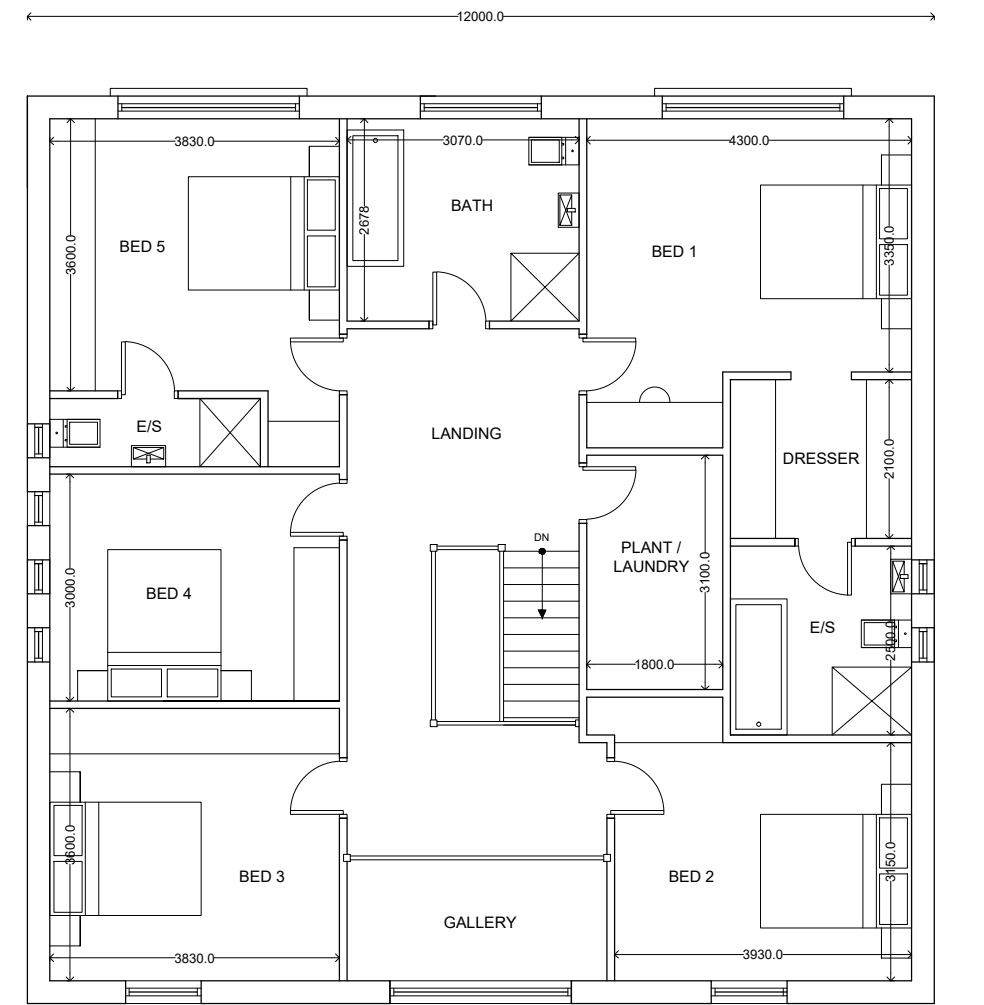 12000.0
3830.0
3070.0
4300.0
BED 5
3600.0
2678
BATH
BED 1
3350.0
E/S
LANDING
DRESSER
2100.0
DN
BED 4
3000.0
PLANT /
LAUNDRY
3100.0
E/S
2500.0
1800.0
3600.0
BED 3
BED 2
3150.0
GALLERY
3830.0
3930.0